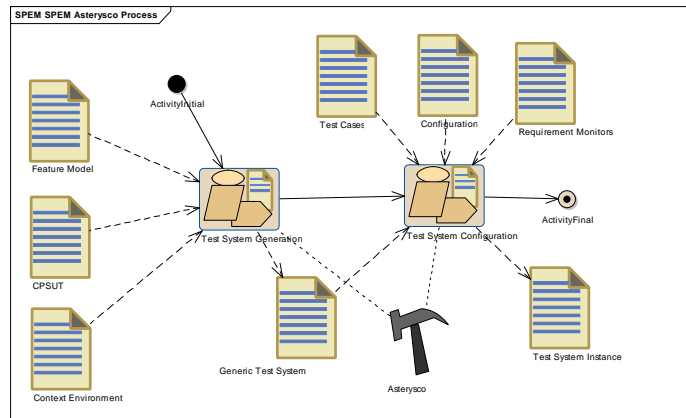 SPEM SPEM Asterysco Process
ActivityInitial
Test Cases
Configuration
Requirement Monitors
Feature Model
Test System Generation
Test System Configuration
ActivityFinal
CPSUT
Generic Test System
Test System Instance
Asterysco
Context Environment